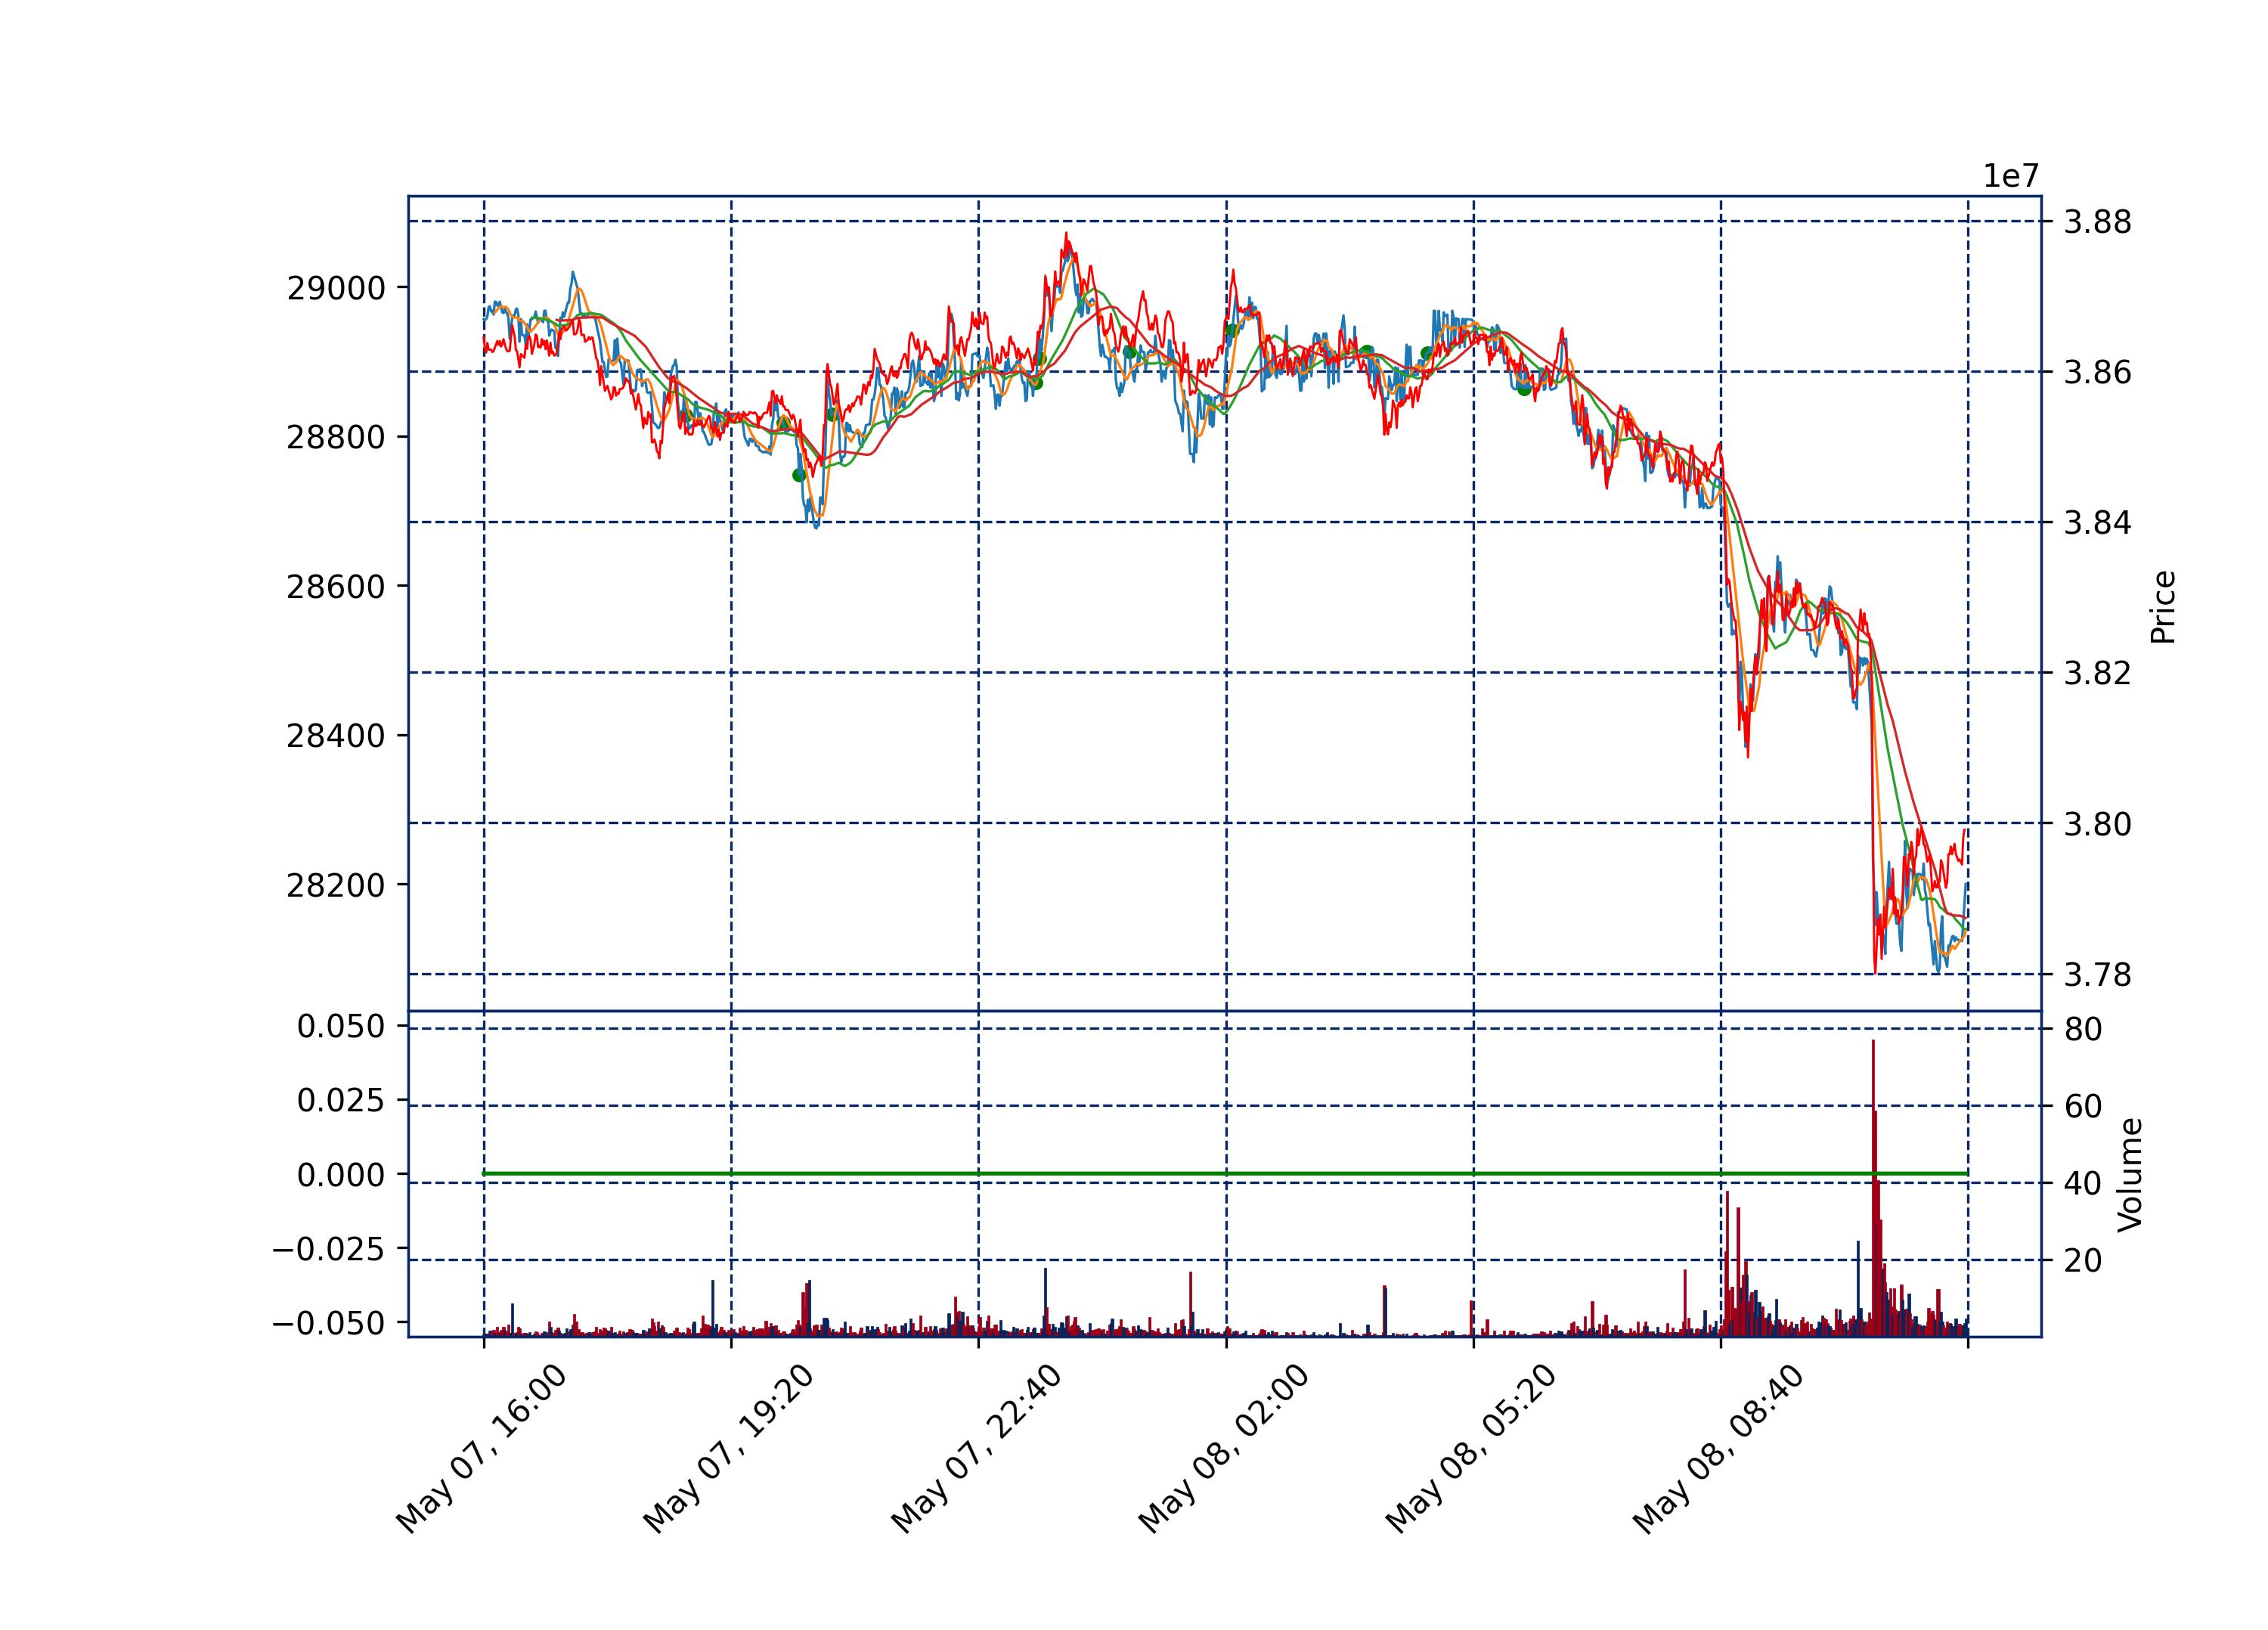 1e7
29000
28800
28600
28400
28200
3.88
3.86
3.84
3.82
3.80
3.78
Price
0.050
0.025
0.000
−0.025
−0.050
80
60
40
20
Volume
May 07, 16:00
May 07, 19:20
May 07, 22:40
May 08, 02:00
May 08, 05:20
May 08, 08:40